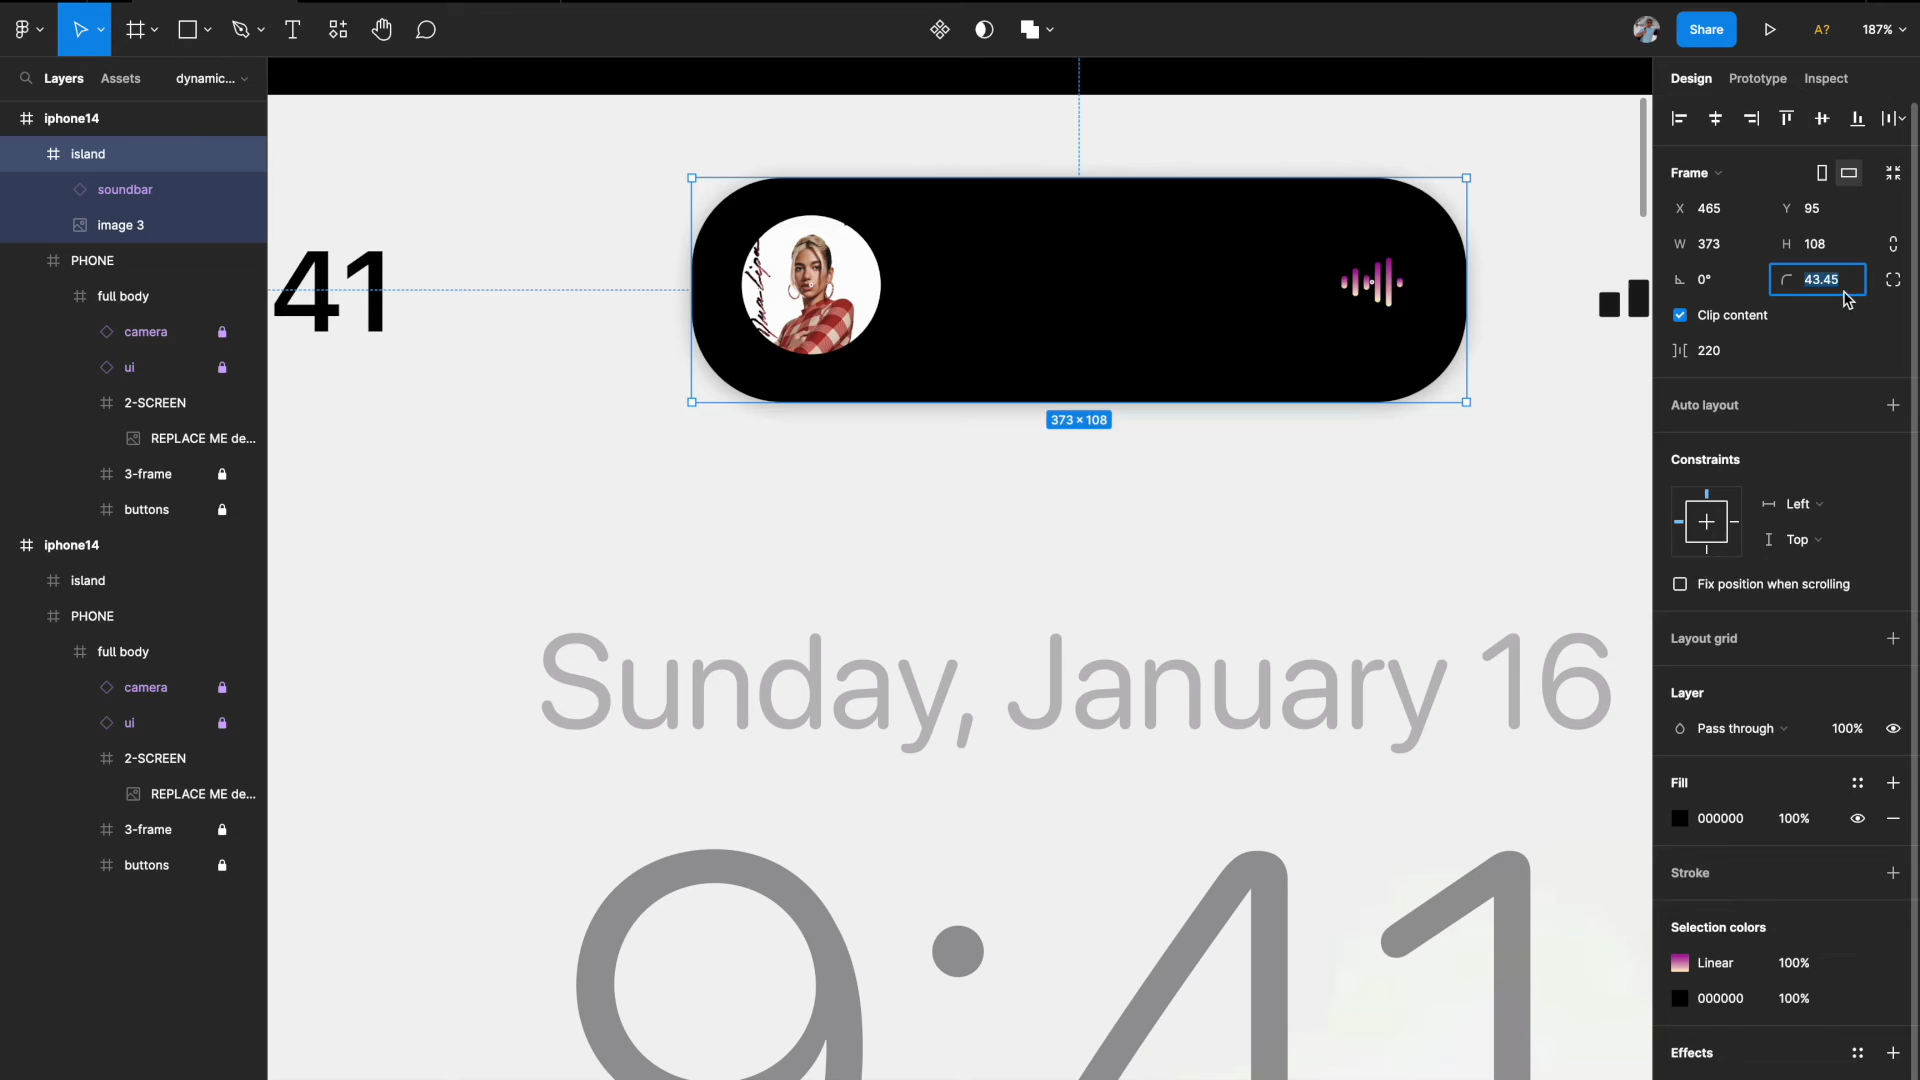 Share
A?
187%
Layers
Assets
dynamic...
iphone14
island
soundbar
image 3
PHONE
full body
camera
ui
2-SCREEN
REPLACE ME de...
3-frame
buttons
iphone14
island
PHONE
full body
camera
ui
2-SCREEN
REPLACE ME de...
3-frame
buttons
41
Dua Lipa
373 × 108
Sunday, January 16
9:41
Design
Prototype
Inspect
Frame
X 465
Y 95
W 373
H 108
0°
43.45
Clip content
220
Auto layout
Constraints
Left
Top
Fix position when scrolling
Layout grid
Layer
Pass through
100%
Fill
000000
100%
Stroke
Selection colors
Linear
100%
000000
100%
Effects